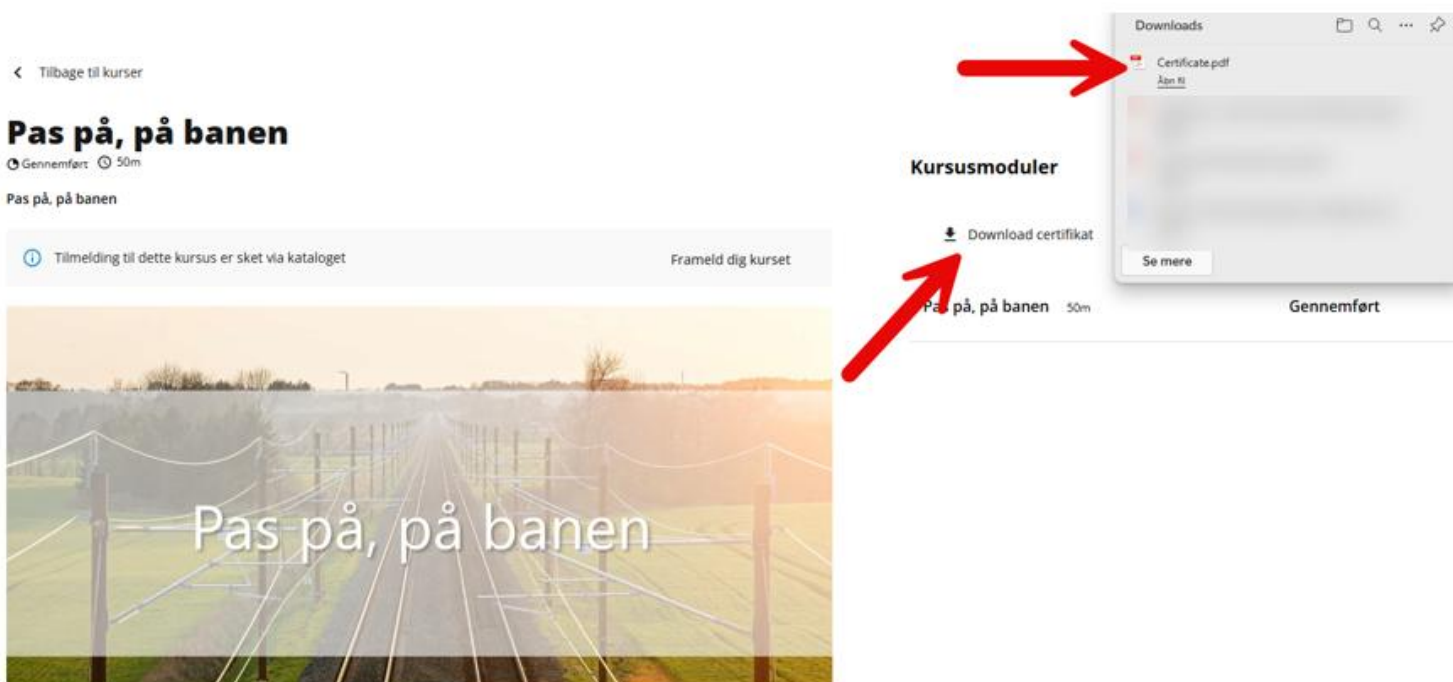 Tilbage til kurser
Pas på, på banen
Gennemført 50m
Pas på, på banen
Tilmelding til dette kursus er sket via kataloget
Frameld dig kurset
Pas på, på banen
Kursusmoduler
Download certifikat
Pas på, på banen 50m Gennemført
Downloads
Certificate.pdf
Åbn fil
Se mere